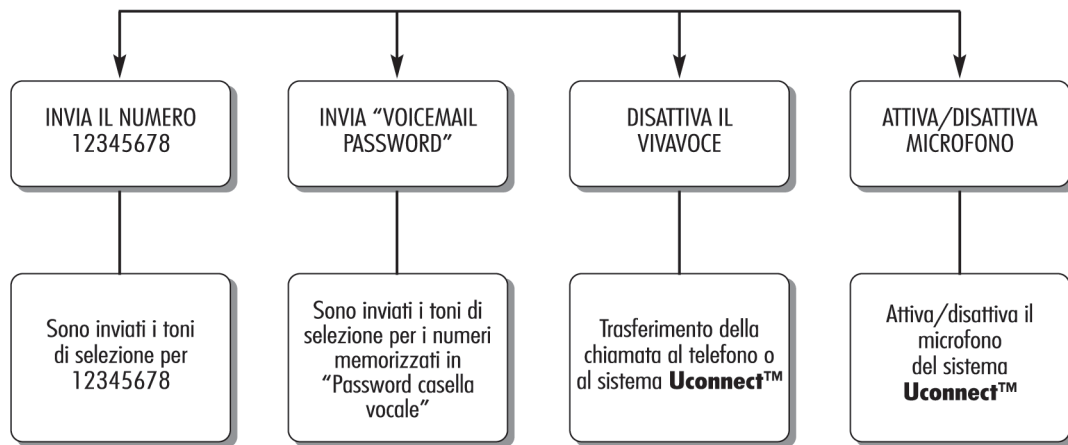 INVIA IL NUMERO
12345678
INVIA “VOICEMAIL
PASSWORD”
DISATTIVA IL
VIVAVOCE
ATTIVA/DISATTIVA
MICROFONO
Sono inviati i toni
di selezione per
12345678
Sono inviati i toni di
selezione per i numeri
memorizzati in
“Password casella
vocale”
Trasferimento della
chiamata al telefono o
al sistema Uconnect™
Attiva/disattiva il
microfono
del sistema
Uconnect™